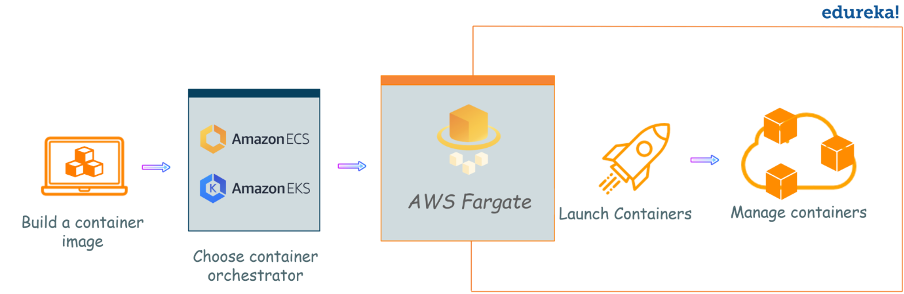 edureka!
Build a container
image
Amazon ECS
Amazon EKS
K
Choose container
orchestrator
AWS Fargate
Launch Containers
Manage containers